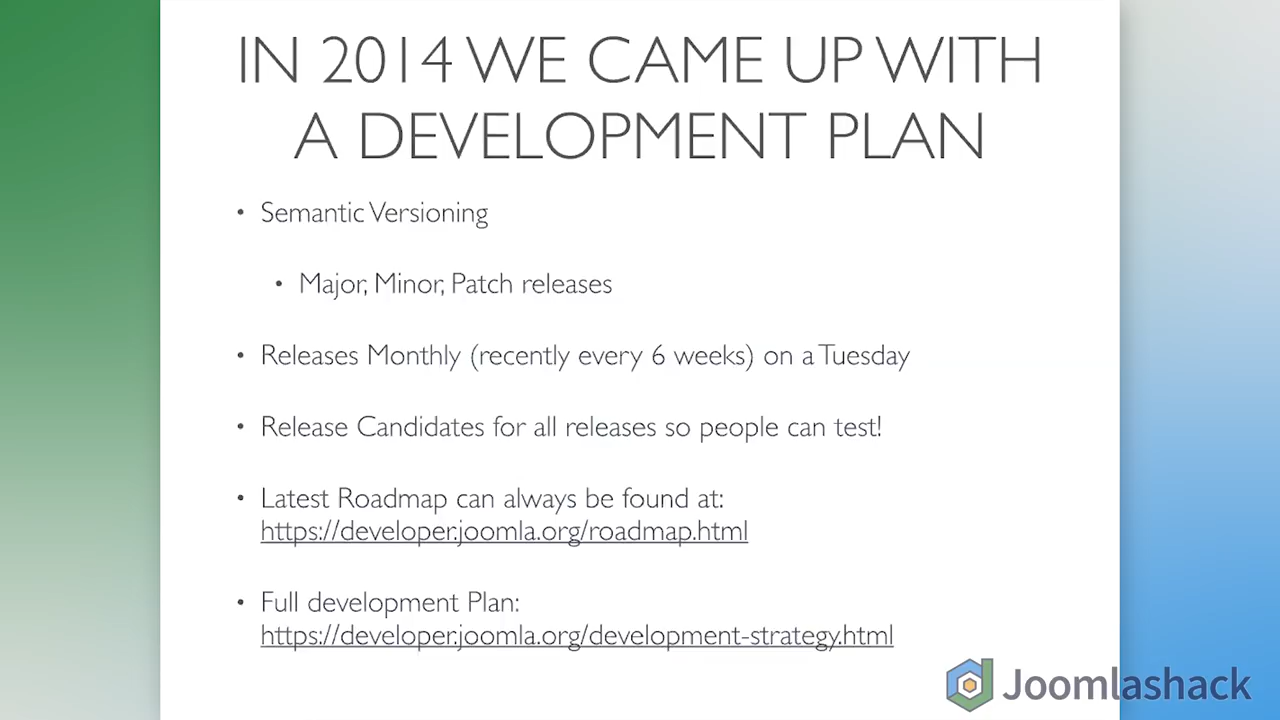 IN 2014 WE CAME UP WITH
A DEVELOPMENT PLAN
• Semantic Versioning
• Major, Minor, Patch releases
• Releases Monthly (recently every 6 weeks) on a Tuesday
• Release Candidates for all releases so people can test!
• Latest Roadmap can always be found at:
https://developer.joomla.org/roadmap.html
• Full development Plan:
https://developer.joomla.org/development-strategy.html
Joomlashack